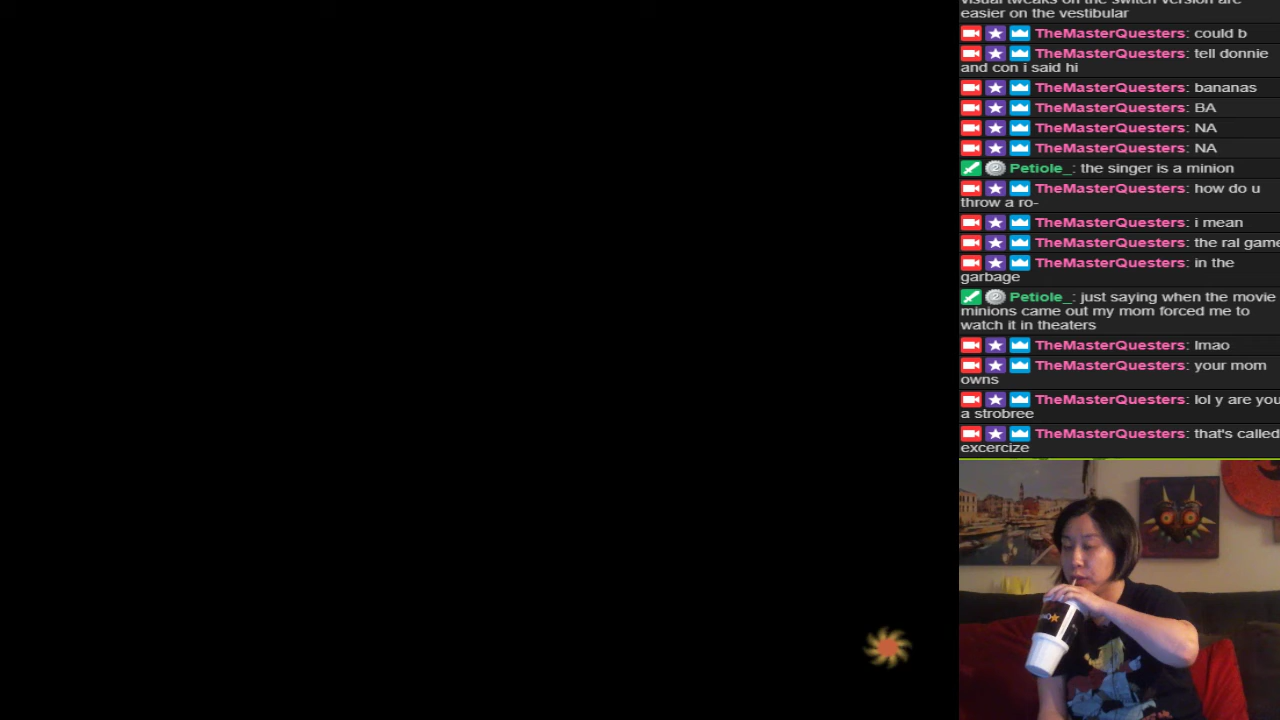 visual tweaks on the switch version are
easier on the vestibular
TheMasterQuesters: could b
TheMasterQuesters: tell donnie
and con i said hi
TheMasterQuesters: bananas
TheMasterQuesters: BA
TheMasterQuesters: NA
TheMasterQuesters: NA
2 Petiole_: the singer is a minion
TheMasterQuesters: how do u
throw a ro-
TheMasterQuesters: i mean
TheMasterQuesters: the ral game
TheMasterQuesters: in the
garbage
2 Petiole_: just saying when the movie
minions came out my mom forced me to
watch it in theaters
TheMasterQuesters: lmao
TheMasterQuesters: your mom
owns
TheMasterQuesters: lol y are you
a strobree
TheMasterQuesters: that's called
excercize